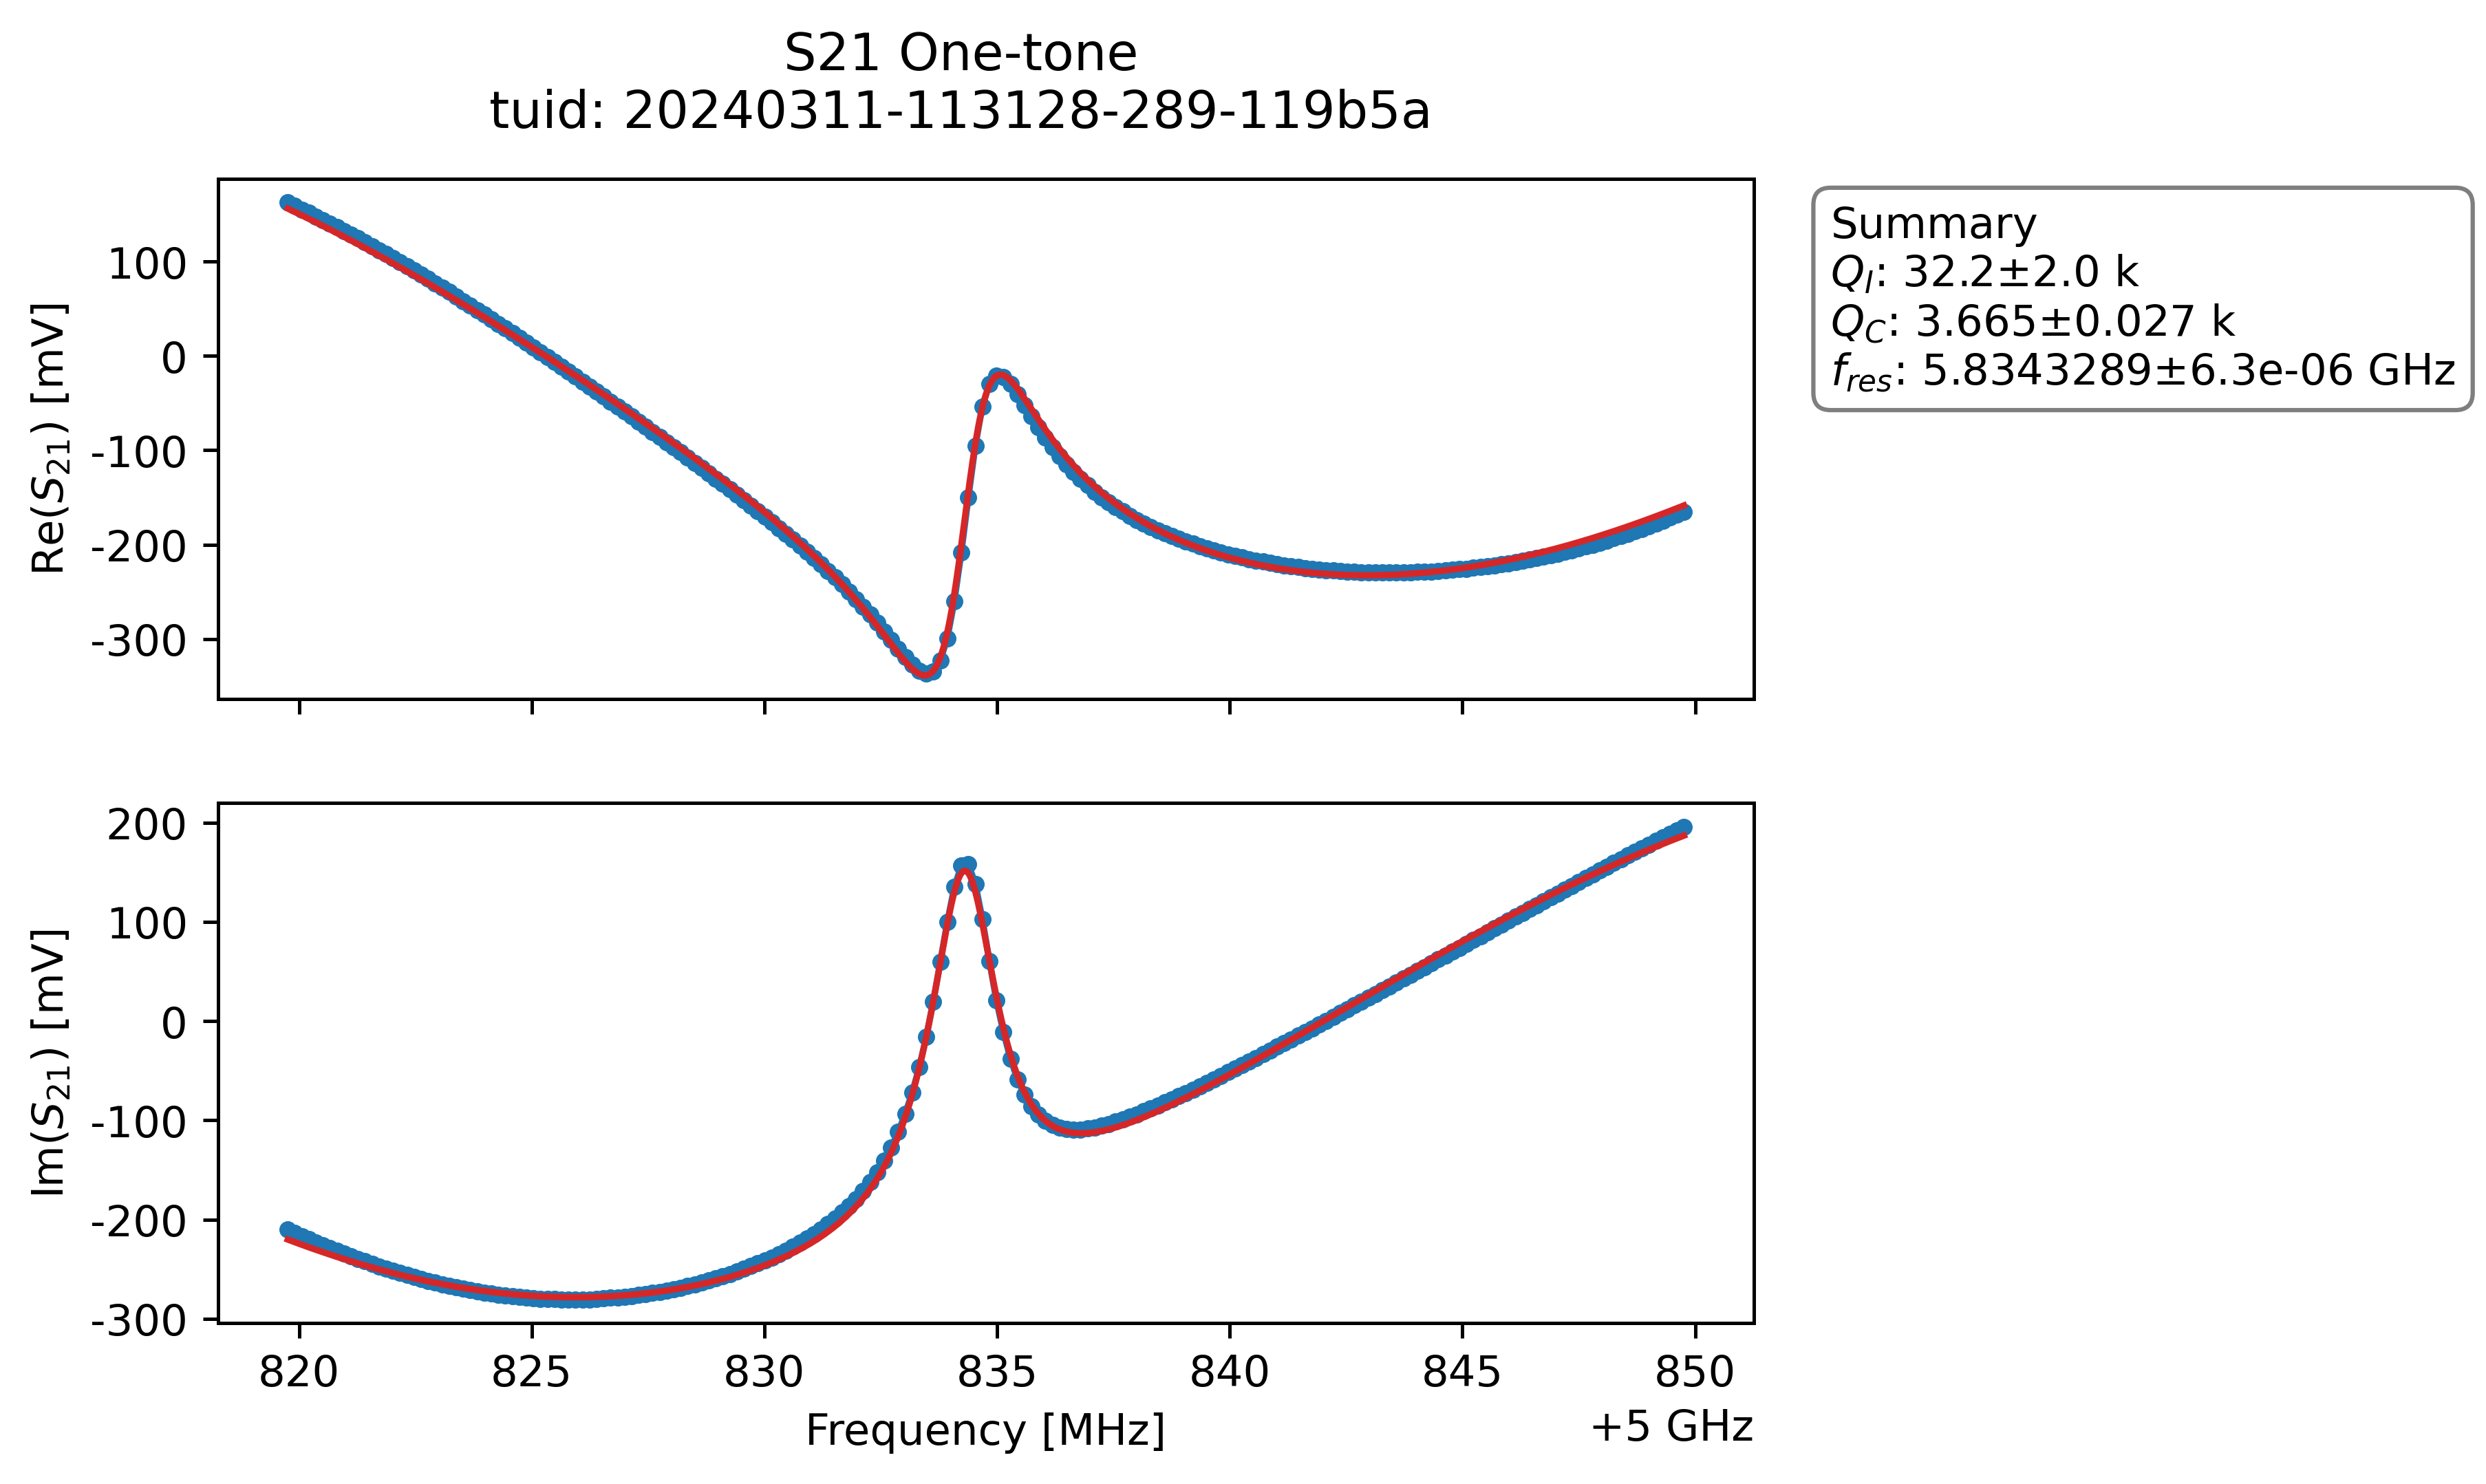 S21 One-tone
tuid: 20240311-113128-289-119b5a
100
0
-100
-200
-300
Re(S21) [mV]
Summary
QI: 32.2±2.0 k
QC: 3.665±0.027 k
fres: 5.8343289±6.3e-06 GHz
200
100
0
-100
-200
-300
Im(S21) [mV]
820 825 830 835 840 845 850
Frequency [MHz]
+5 GHz